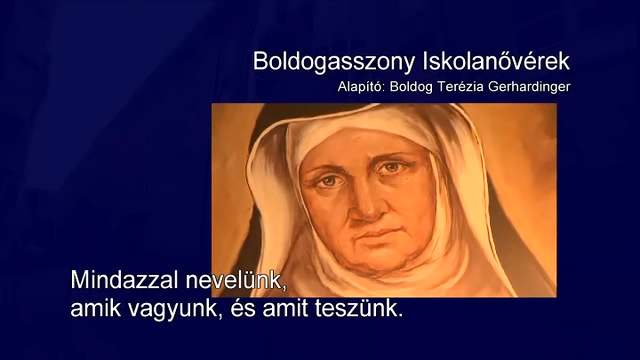 Boldogasszony Iskolanővérek
Alapító: Boldog Terézia Gerhardinger
Mindazzal nevelünk,
amik vagyunk, és amit teszünk.